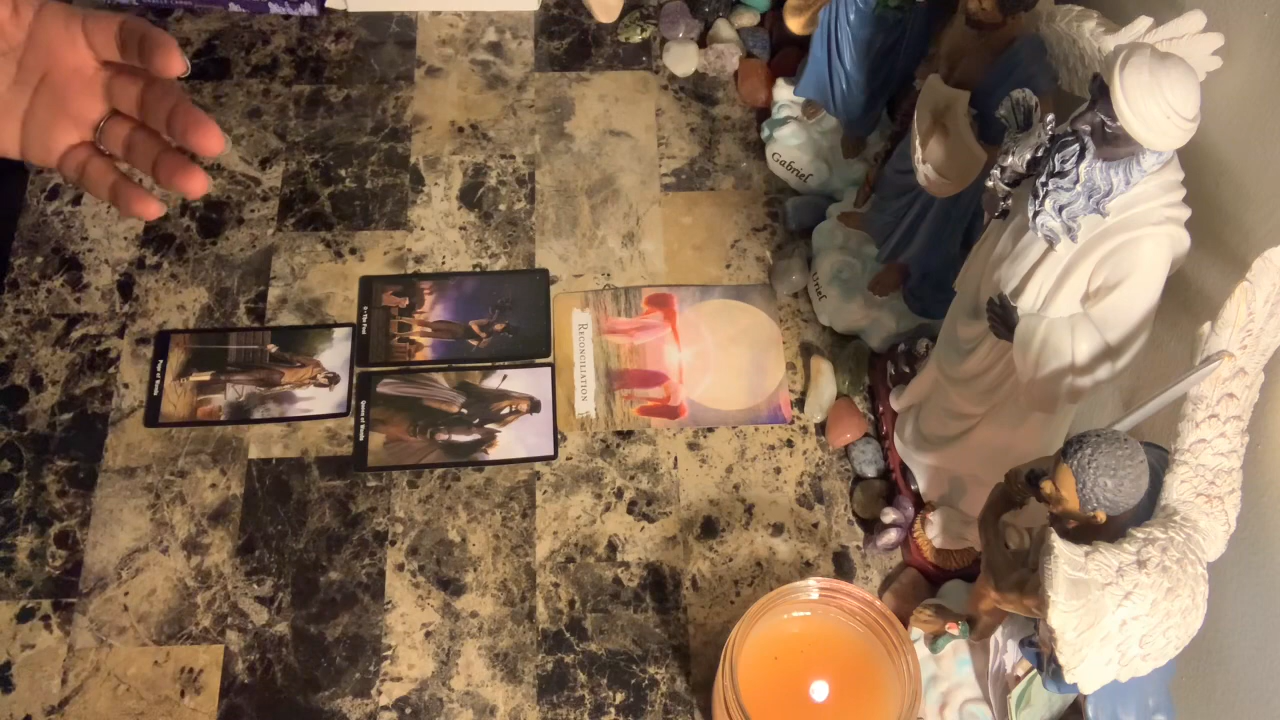 Gabriel
Uriel
RECONCILIATION
0 - The Fool
Queen of Wands
Page of Wands